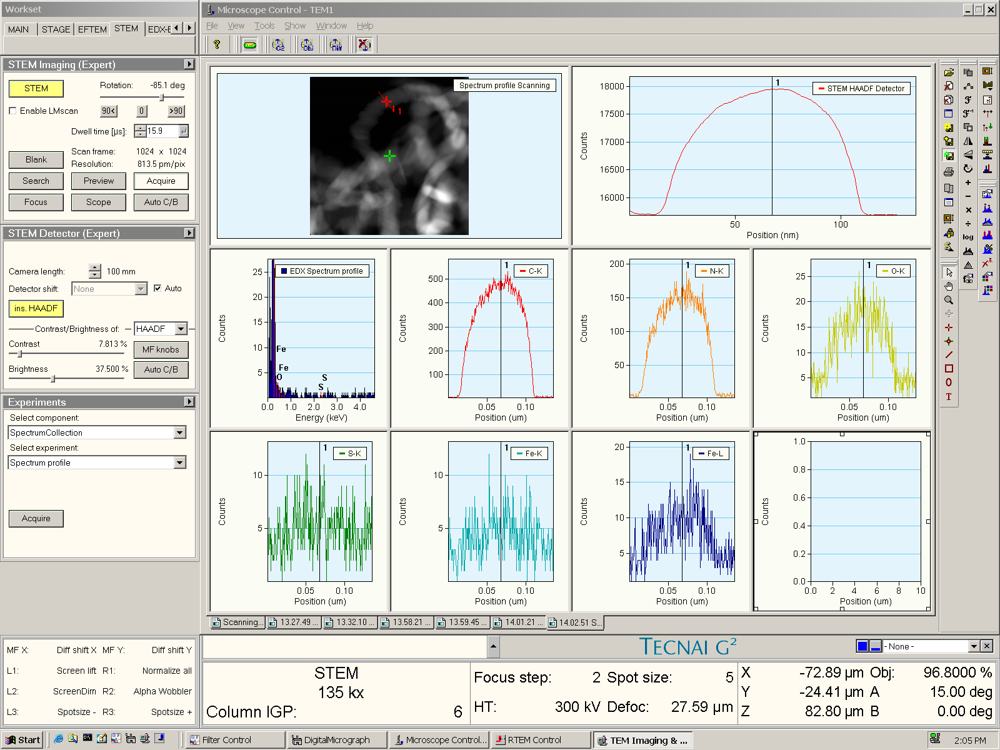 Workset
MAIN STAGE EFTEM STEM EDX-E
STEM Imaging (Expert)
STEM
Rotation: -85.1 deg
Enable LMscan 90< 0 >90
Dwell time [µs]: 15.9
Blank
Scan frame: 1024 x 1024
Resolution: 813.5 pm/pix
Search Preview Acquire
Focus Scope Auto C/B
STEM Detector (Expert)
Camera length: 100 mm
Detector shift: None Auto
ins. HAADF
Contrast/Brightness of: HAADF
Contrast 7.813 % MF knobs
Brightness 37.500 % Auto C/B
Experiments
Select component:
SpectrumCollection
Select experiment:
Spectrum profile
Acquire
MF X: Diff shift X MF Y: Diff shift Y
L1: Screen lift R1: Normalize all
L2: ScreenDim R2: Alpha Wobbler
L3: Spotsize - R3: Spotsize +
Microscope Control - TEM1
File View Tools Show Window Help
? C2 Obj Diff
Spectrum profile Scanning
1 1
STEM HAADF Detector
1
18000
17500
17000
16500
16000
Counts
50 100
Position (nm)
EDX Spectrum profile
25
20
15
10
5
Counts
Fe
Fe
O
S
S
0.0 1.0 2.0 3.0 4.0
Energy (keV)
1 C-K
500
400
300
200
100
Counts
0.05 0.10
Position (um)
1 N-K
200
150
100
50
Counts
0.05 0.10
Position (um)
1 O-K
25
20
15
10
5
Counts
0.05 0.10
Position (um)
1 S-K
10
5
Counts
0.05 0.10
Position (um)
1 Fe-K
10
5
Counts
0.05 0.10
Position (um)
1 Fe-L
20
15
10
5
Counts
0.05 0.10
Position (um)
1.0
0.8
0.6
0.4
0.2
0.0
Counts
0.0 2 4 6 8 10
Position (um)
log
f(x)
T
Scanning... 13.27.49 ... 13.32.10 ... 13.58.21 ... 13.59.45 ... 14.01.21 ... 14.02.51 S...
TECNAI G²
- None -
STEM
135 kx
Column IGP: 6
Focus step: 2 Spot size: 5
HT: 300 kV Defoc: 27.59 µm
X -72.89 µm Obj: 96.8000 %
Y -24.41 µm A 15.00 deg
Z 82.80 µm B 0.00 deg
Start Filter Control DigitalMicrograph Microscope Control... RTEM Control TEM Imaging & ... 2:05 PM